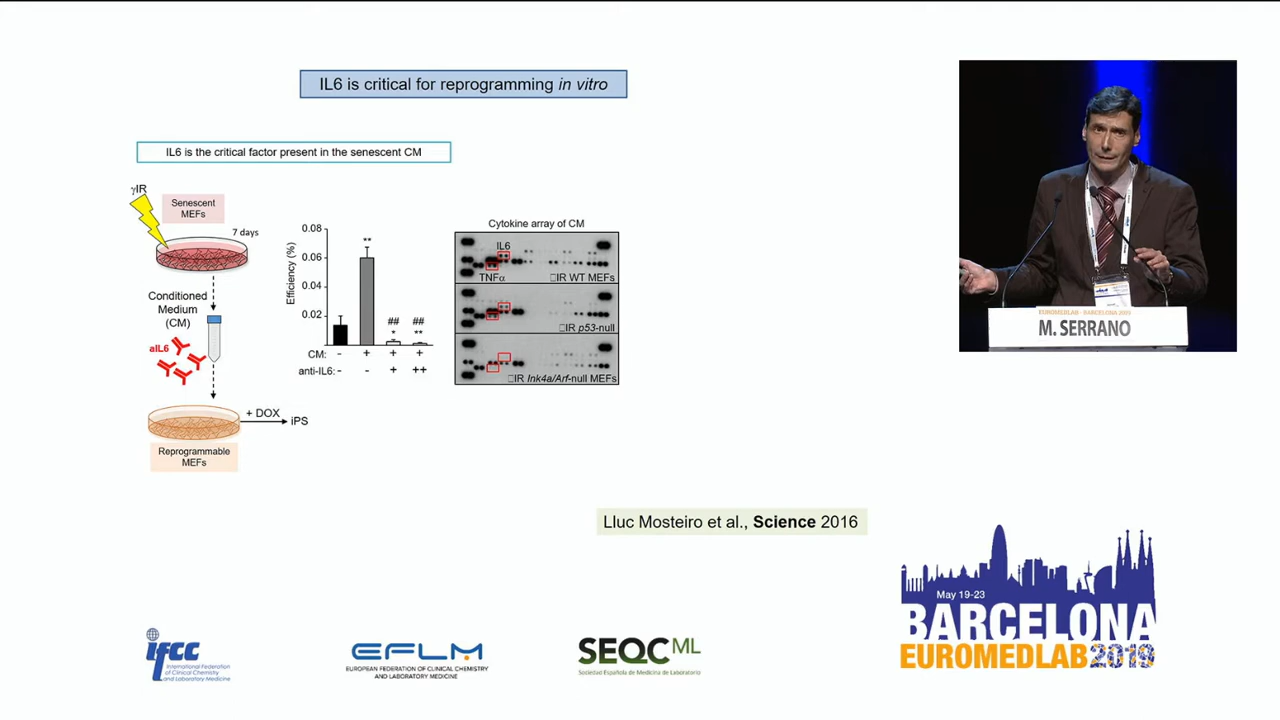 IL6 is critical for reprogramming in vitro
IL6 is the critical factor present in the senescent CM
γIR
Senescent
MEFs
7 days
Conditioned
Medium
(CM)
aIL6
+ DOX
iPS
Reprogrammable
MEFs
Efficiency (%)
0.08
0.06
0.04
0.02
**
##
*
##
**
CM: - + + +
anti-IL6: - - + ++
Cytokine array of CM
IL6
TNFα
□IR WT MEFs
□IR p53-null
□IR Ink4a/Arf-null MEFs
EUROMEDLAB - BARCELONA 2019
M. SERRANO
Lluc Mosteiro et al., Science 2016
May 19-23
BARCELONA
EUROMEDLAB 2019
ifcc
International Federation
of Clinical Chemistry
and Laboratory Medicine
EFLM
EUROPEAN FEDERATION OF CLINICAL CHEMISTRY
AND LABORATORY MEDICINE
SEQC ML
Sociedad Española de Medicina de Laboratorio